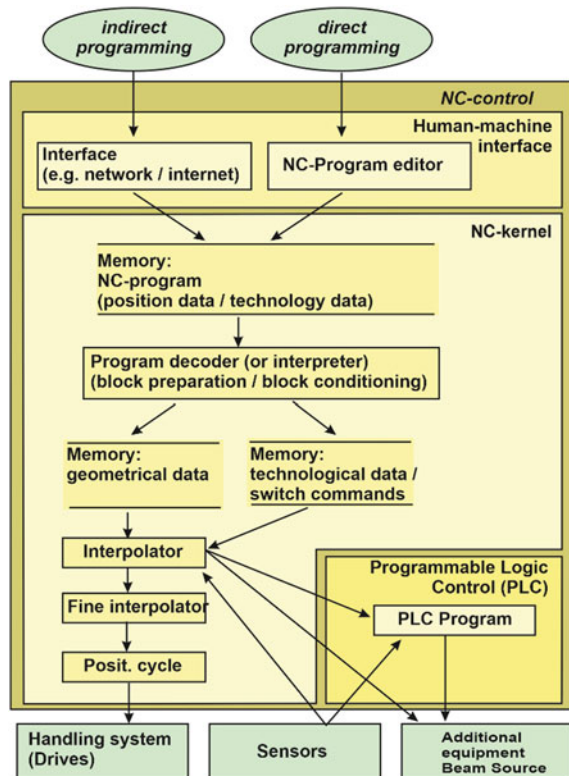 indirect
programming
direct
programming
NC-control
Human-machine
interface
Interface
(e.g. network / internet)
NC-Program editor
NC-kernel
Memory:
NC-program
(position data / technology data)
Program decoder (or interpreter)
(block preparation / block conditioning)
Memory:
geometrical data
Memory:
technological data /
switch commands
Interpolator
Programmable Logic
Control (PLC)
Fine interpolator
PLC Program
Posit. cycle
Handling system
(Drives)
Sensors
Additional
equipment
Beam Source